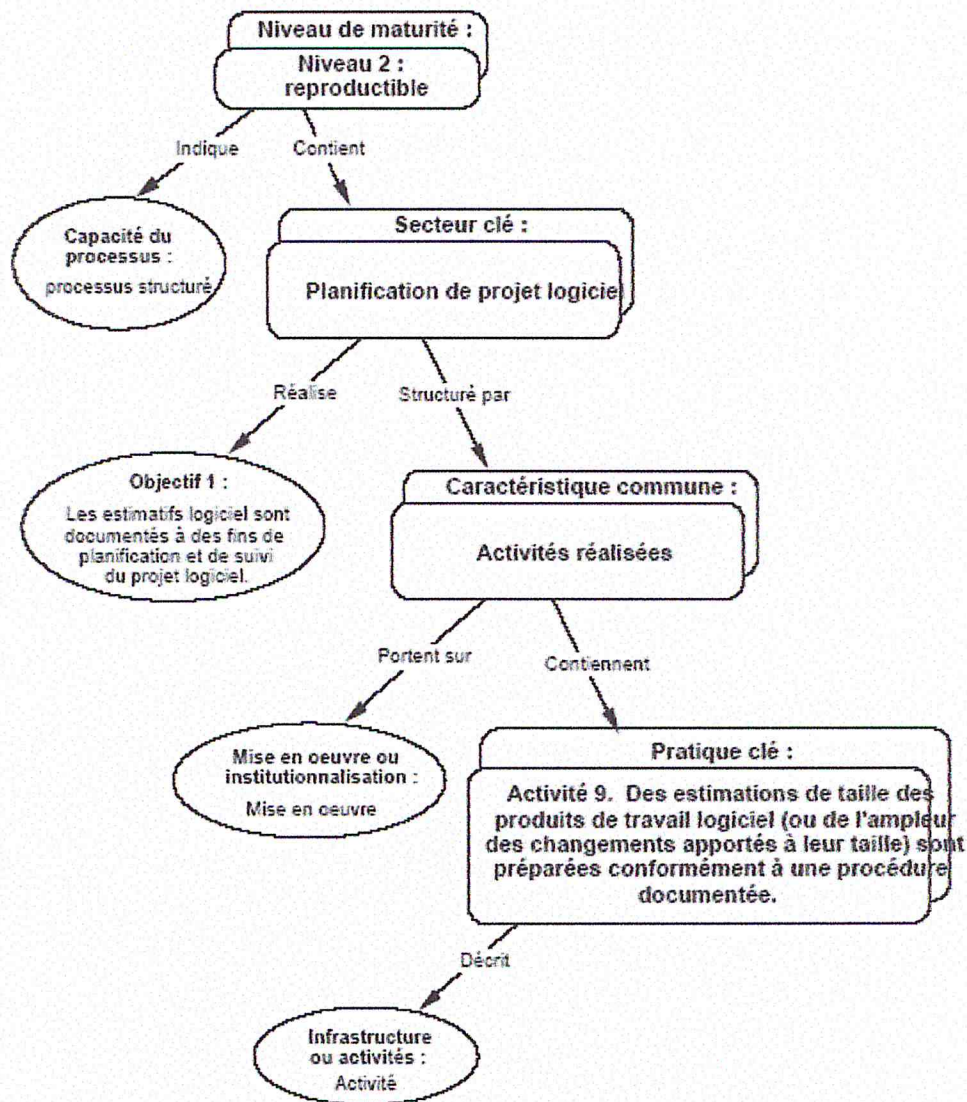 Niveau de maturité :
Niveau 2 :
reproductible
Indique
Contient
Capacité du
processus :
processus structuré
Secteur clé :
Planification de projet logiciel
Réalise
Structuré par
Objectif 1 :
Les estimatifs logiciel sont
documentés à des fins de
planification et de suivi
du projet logiciel.
Caractéristique commune :
Activités réalisées
Portent sur
Contiennent
Mise en oeuvre ou
institutionnalisation :
Mise en oeuvre
Pratique clé :
Activité 9. Des estimations de taille des
produits de travail logiciel (ou de l'ampleur
des changements apportés à leur taille) sont
préparées conformément à une procédure
documentée.
Décrit
Infrastructure
ou activités :
Activité